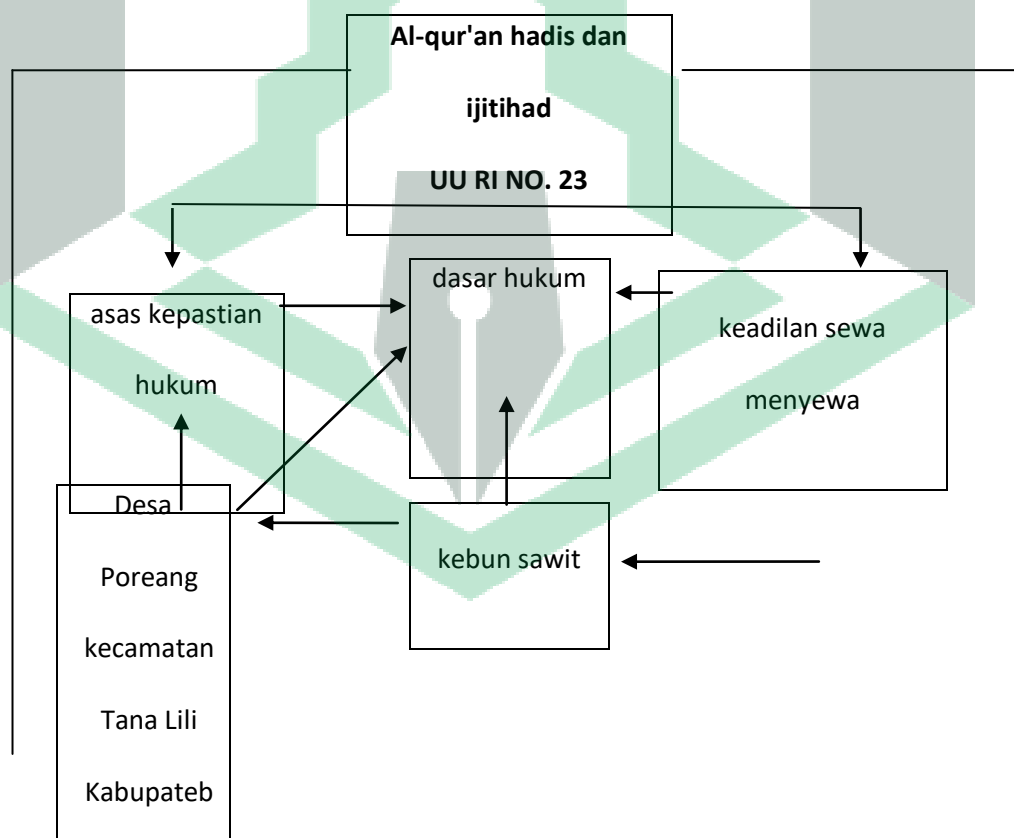 Al-qur'an hadis dan
ijitihad
UU RI NO. 23
asas kepastian
hukum
dasar hukum
keadilan sewa
menyewa
kebun sawit
Desa
Poreang
kecamatan
Tana Lili
Kabupateb